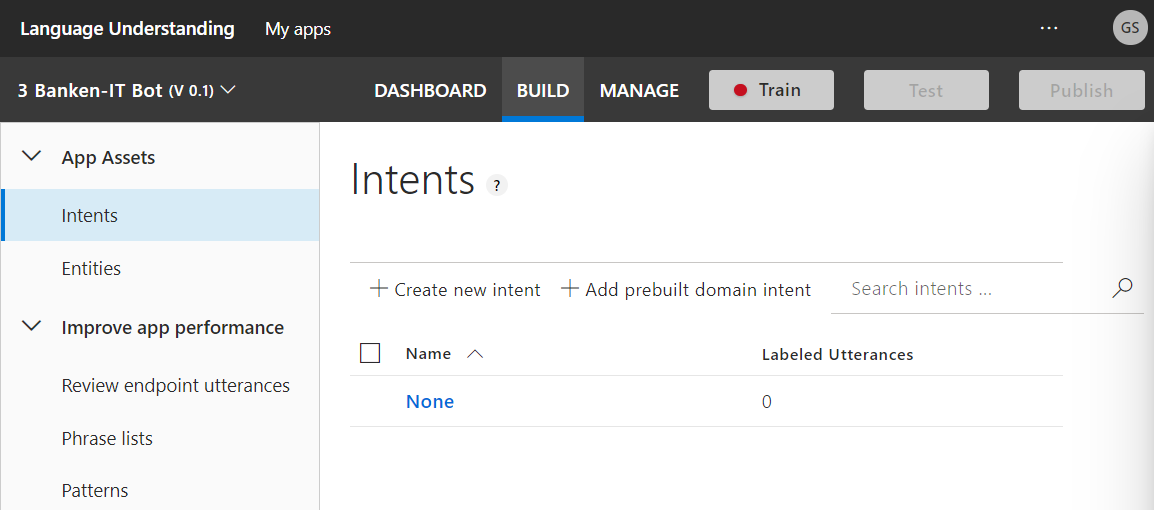 Language Understanding My apps ... GS
3 Banken-IT Bot (V 0.1) DASHBOARD BUILD MANAGE Train Test Publish
App Assets
Intents
Entities
Improve app performance
Review endpoint utterances
Phrase lists
Patterns
Intents ?
+ Create new intent + Add prebuilt domain intent Search intents ...
Name Labeled Utterances
None 0